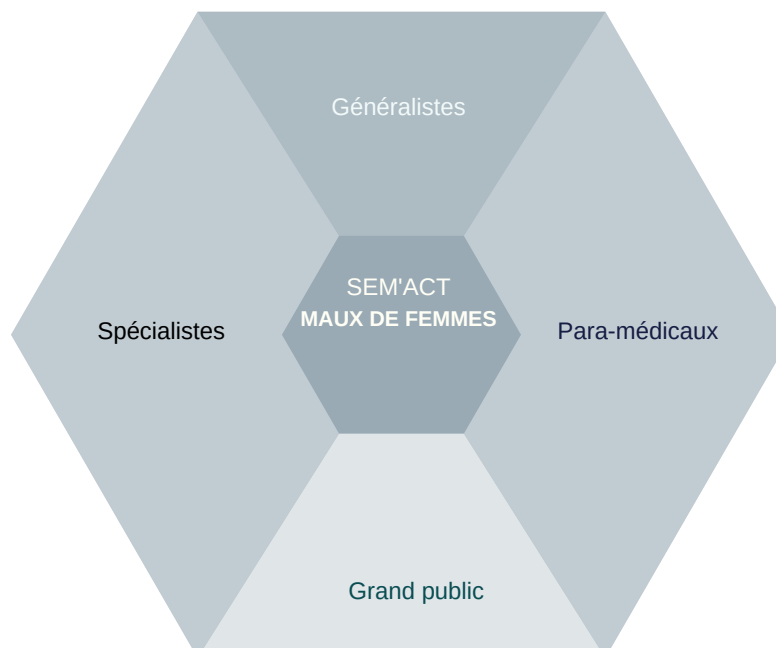 Généralistes
SEM'ACT
MAUX DE FEMMES
Spécialistes
Para-médicaux
Grand public